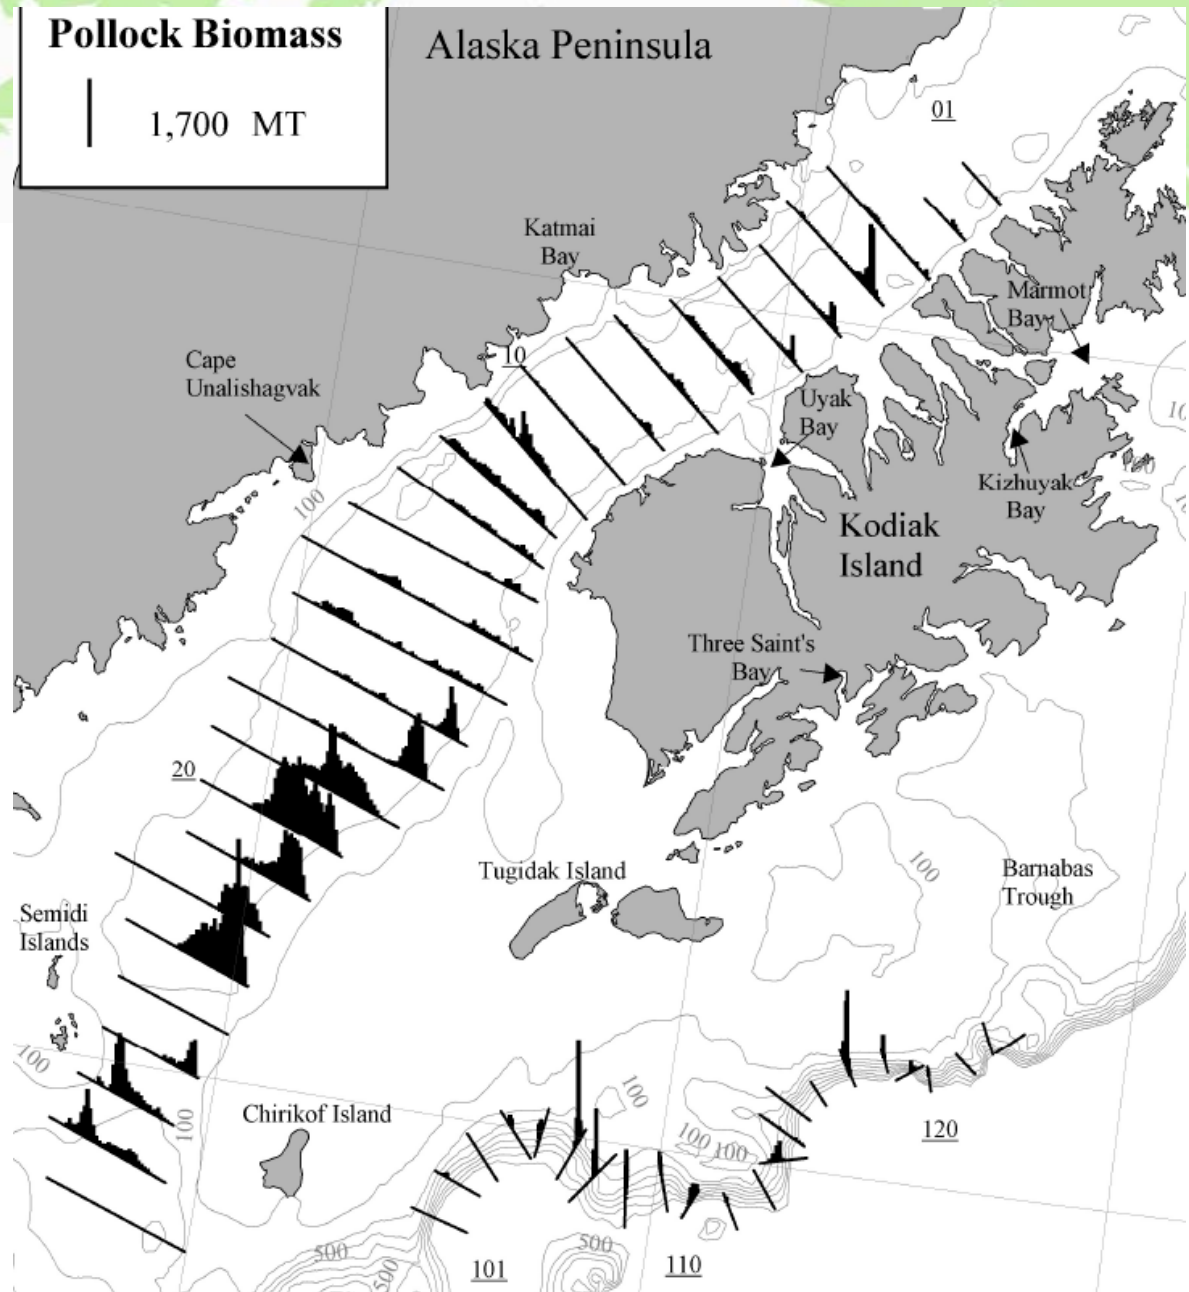 Pollock Biomass
1,700 MT
Alaska Peninsula
01
Katmai
Bay
Marmot
Bay
10
Cape
Unalishagvak
Uyak
Bay
100
100
Kizhuyak
Bay
Kodiak
Island
Three Saint's
Bay
20
Tugidak Island
100
Barnabas
Trough
Semidi
Islands
100
100
100
Chirikof Island
100
100
120
500
500
500
101
110